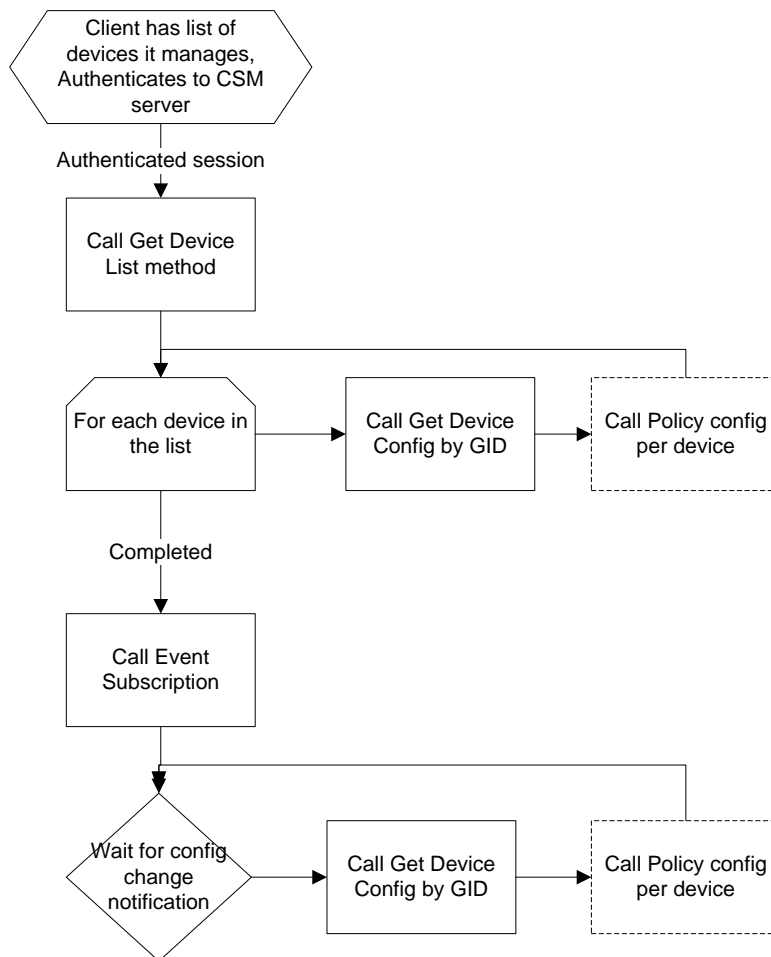 Client has list of
devices it manages,
Authenticates to CSM
server
Authenticated session
Call Get Device
List method
For each device in
the list
Call Get Device
Config by GID
Call Policy config
per device
Completed
Call Event
Subscription
Wait for config
change
notification
Call Get Device
Config by GID
Call Policy config
per device